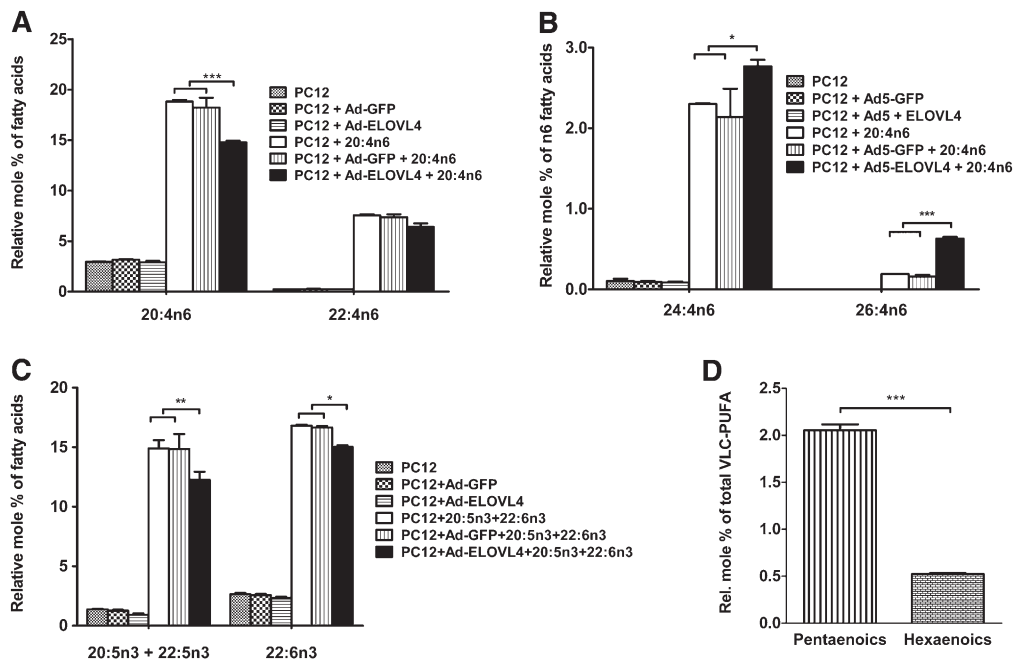 A
Relative mole % of fatty acids
25
20
15
10
5
0
***
PC12
PC12 + Ad-GFP
PC12 + Ad-ELOVL4
PC12 + 20:4n6
PC12 + Ad-GFP + 20:4n6
PC12 + Ad-ELOVL4 + 20:4n6
20:4n6 22:4n6
B
Relative mole % of n6 fatty acids
3.0
2.0
1.0
0.0
*
***
PC12
PC12 + Ad5-GFP
PC12 + Ad5 + ELOVL4
PC12 + 20:4n6
PC12 + Ad5-GFP + 20:4n6
PC12 + Ad5-ELOVL4 + 20:4n6
24:4n6 26:4n6
C
Relative mole % of fatty acids
20
15
10
5
0
**
*
PC12
PC12+Ad-GFP
PC12+Ad-ELOVL4
PC12+20:5n3+22:6n3
PC12+Ad-GFP+20:5n3+22:6n3
PC12+Ad-ELOVL4+20:5n3+22:6n3
20:5n3 + 22:5n3 22:6n3
D
Rel. mole % of total VLC-PUFA
2.5
2.0
1.5
1.0
0.5
0.0
***
Pentaenoics Hexaenoics